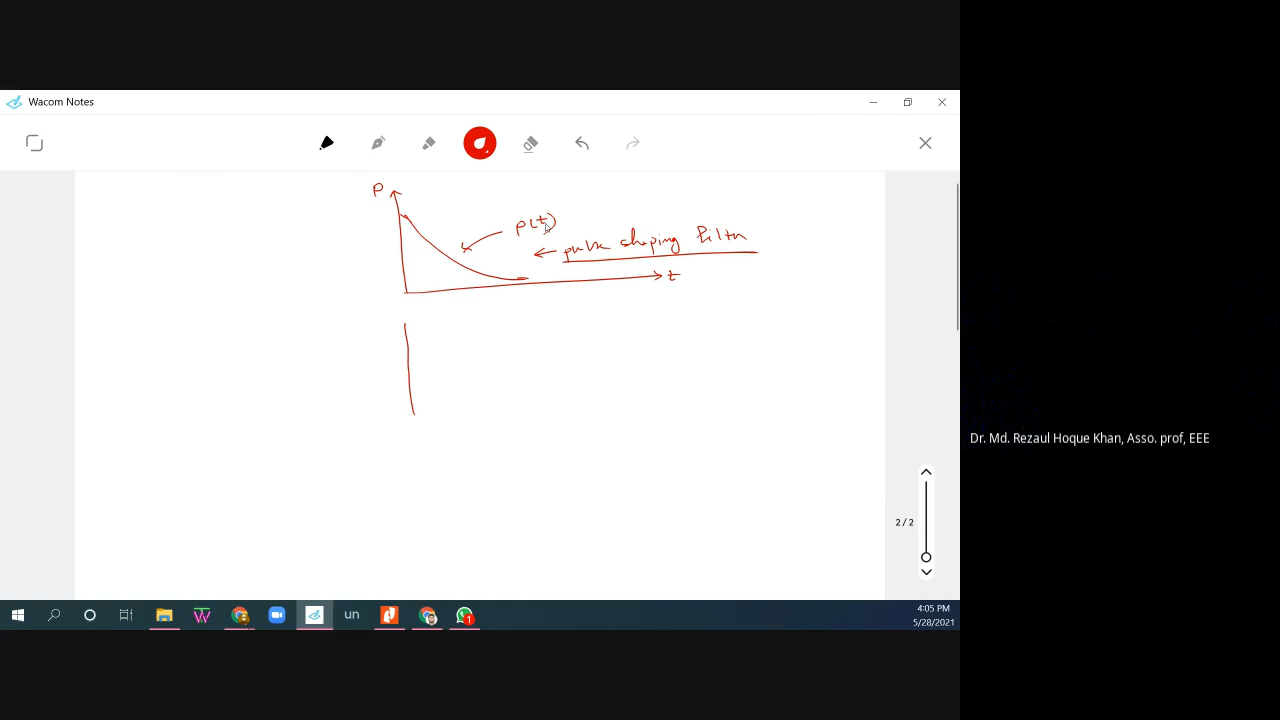 Wacom Notes
P
p(t)
pulse shaping filter
t
2 / 2
Dr. Md. Rezaul Hoque Khan, Asso. prof, EEE
un
1
4:05 PM
5/28/2021